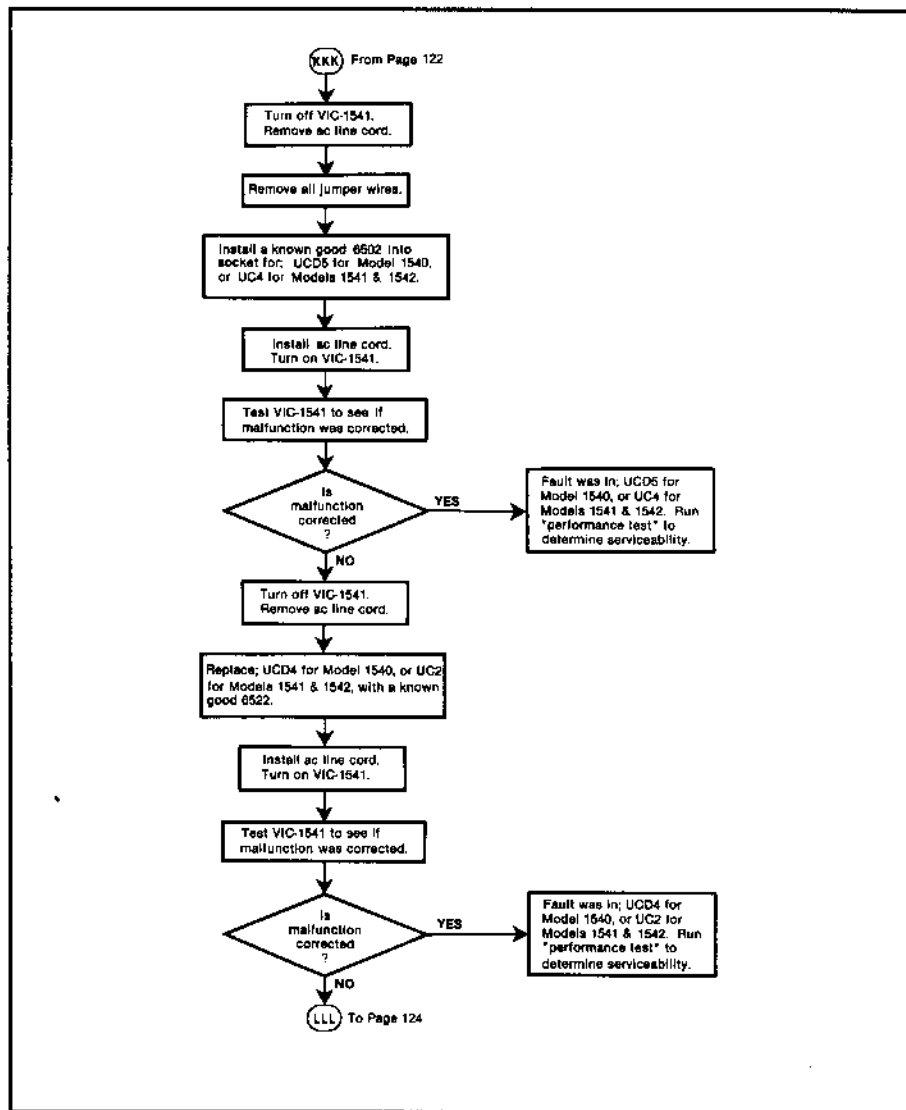 KKK From Page 122
Turn off VIC-1541.
Remove ac line cord.
Remove all jumper wires.
Install a known good 6502 into
socket for; UCD5 for Model 1540,
or UC4 for Models 1541 & 1542.
Install ac line cord.
Turn on VIC-1541.
Test VIC-1541 to see if
malfunction was corrected.
Is
malfunction
corrected
?
YES
Fault was in; UCD5 for
Model 1540, or UC4 for
Models 1541 & 1542. Run
"performance test" to
determine serviceability.
NO
Turn off VIC-1541.
Remove ac line cord.
Replace; UCD4 for Model 1540, or UC2
for Models 1541 & 1542, with a known
good 6522.
Install ac line cord.
Turn on VIC-1541.
Test VIC-1541 to see if
malfunction was corrected.
Is
malfunction
corrected
?
YES
Fault was in; UCD4 for
Model 1540, or UC2 for
Models 1541 & 1542. Run
"performance test" to
determine serviceability.
NO
LLL To Page 124